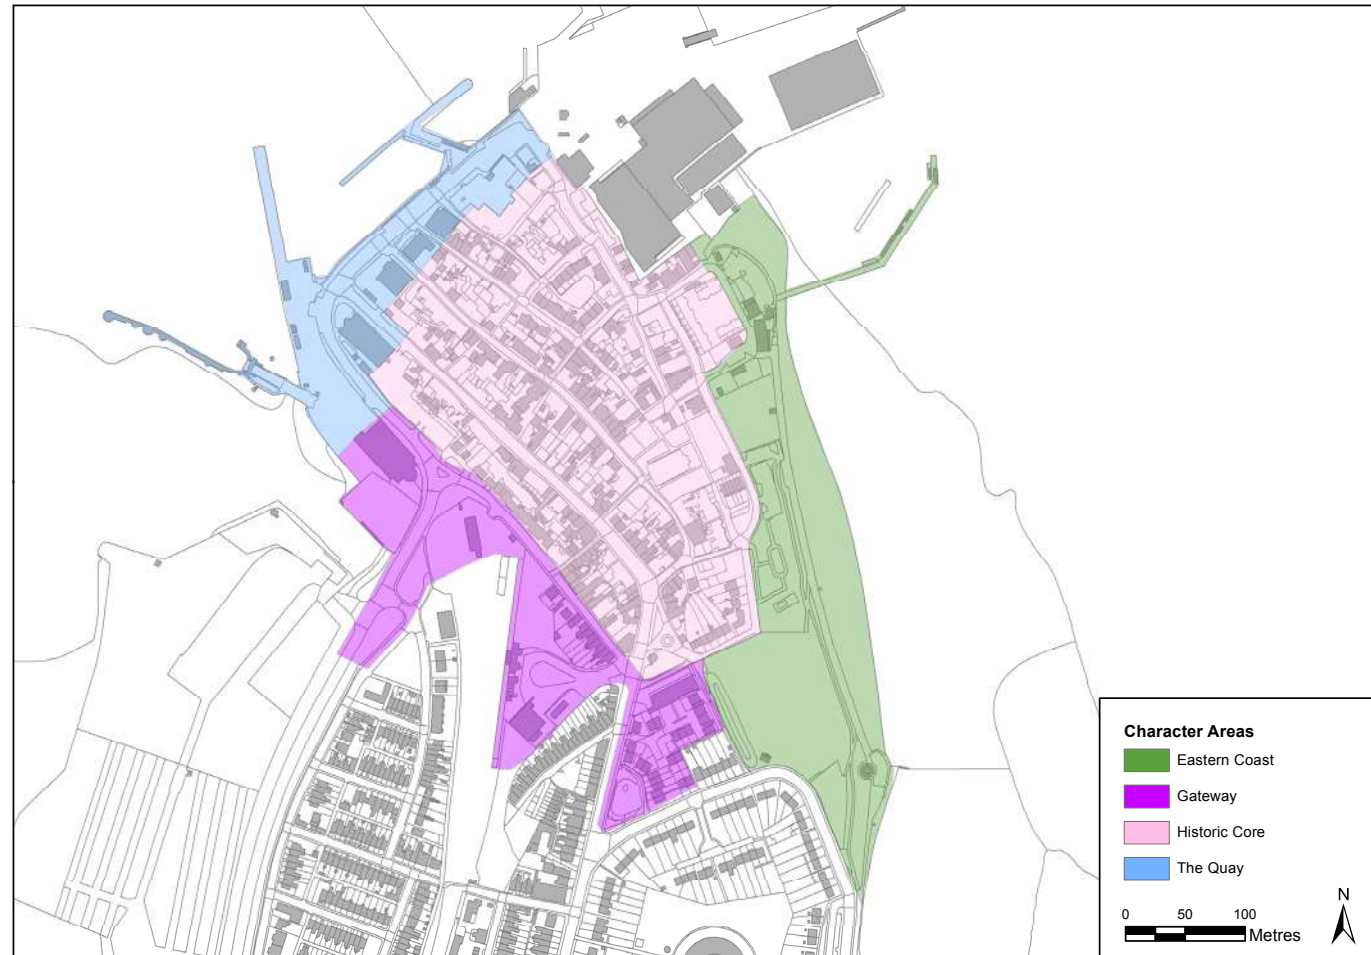 Character Areas
Eastern Coast
Gateway
Historic Core
The Quay
N
0 50 100
Metres